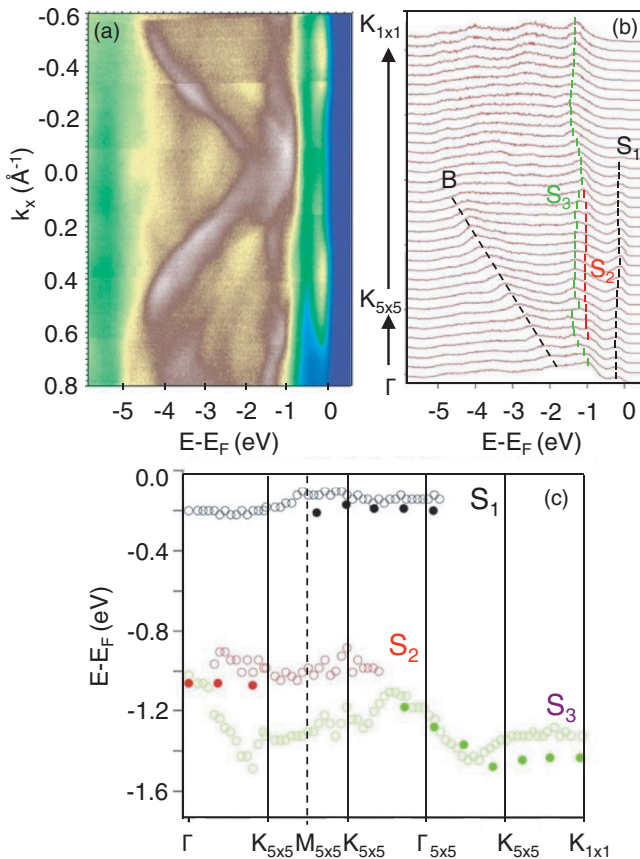 (a)
-0.6
-0.4
-0.2
0.0
0.2
0.4
0.6
0.8
kx (Å-1)
-5 -4 -3 -2 -1 0
E-EF (eV)
(b)
K1x1
K5x5
Γ
B
S3
S2
S1
-5 -4 -3 -2 -1 0
E-EF (eV)
(c)
0.0
-0.4
-0.8
-1.2
-1.6
E-EF (eV)
S1
S2
S3
Γ K5x5 M5x5 K5x5 Γ5x5 K5x5 K1x1